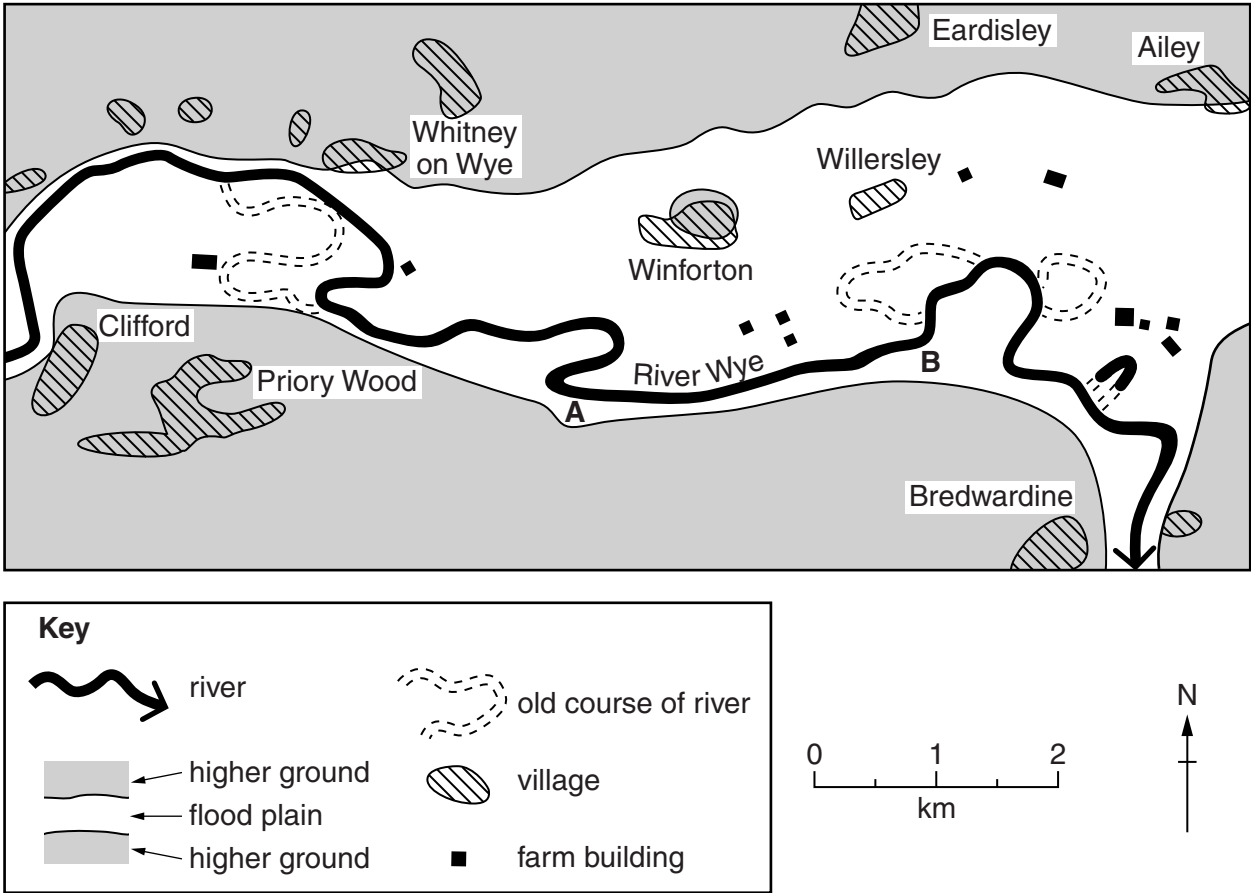 Eardisley
Ailey
Whitney
on Wye
Willersley
Winforton
Clifford
Priory Wood
River Wye
A
B
Bredwardine
Key
river
old course of river
higher ground
flood plain
higher ground
village
farm building
0 1 2
km
N